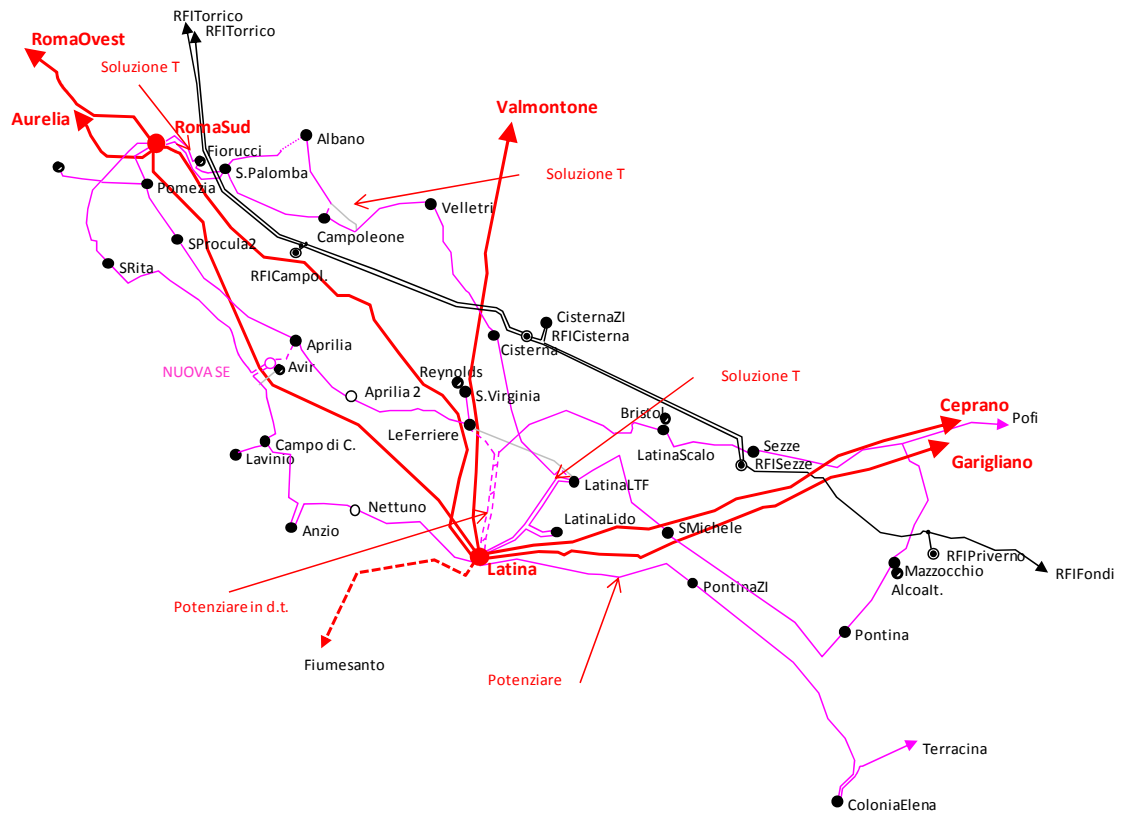 RFITorrico
RFITorrico
RomaOvest
Soluzione T
Valmontone
Aurelia
RomaSud
Albano
Fiorucci
S.Palomba
Soluzione T
Pomezia
Velletri
Campoleone
SProcula2
SRita
RFICampol.
CisternaZI
RFICisterna
Cisterna
Aprilia
NUOVA SE
Avir
Reynolds
Soluzione T
Aprilia 2
S.Virginia
Bristol
Ceprano
Pofi
LeFerriere
Campo di C.
LatinaScalo
Sezze
Lavinio
RFISezze
Garigliano
LatinaLTF
Nettuno
LatinaLido
Anzio
SMichele
RFIPriverno
Latina
Mazzocchio
RFIFondi
PontinaZI
Alcoalt.
Potenziare in d.t.
Pontina
Fiumesanto
Potenziare
Terracina
ColoniaElena